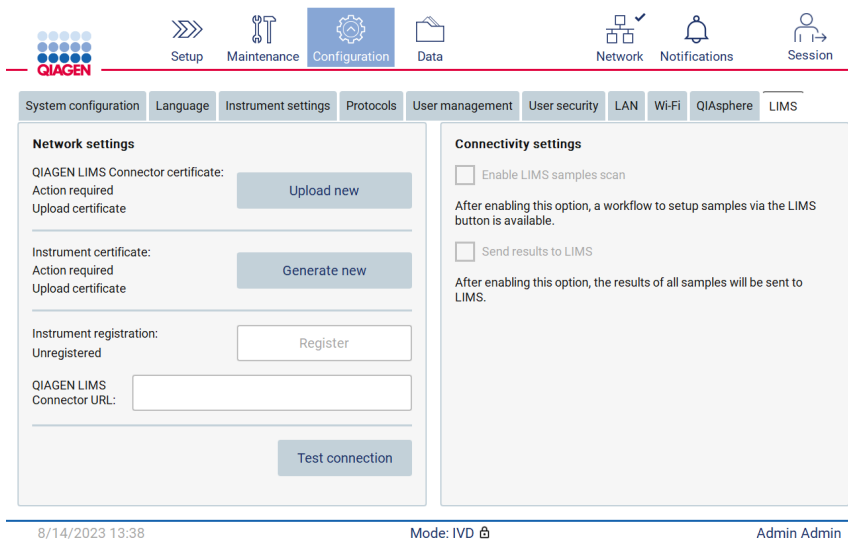 QIAGEN
Setup
Maintenance
Configuration
Data
Network
Notifications
Session
System configuration
Language
Instrument settings
Protocols
User management
User security
LAN
Wi-Fi
QIAsphere
LIMS
Network settings
QIAGEN LIMS Connector certificate:
Action required
Upload certificate
Upload new
Instrument certificate:
Action required
Upload certificate
Generate new
Instrument registration:
Unregistered
Register
QIAGEN LIMS
Connector URL:
Test connection
Connectivity settings
Enable LIMS samples scan
After enabling this option, a workflow to setup samples via the LIMS
button is available.
Send results to LIMS
After enabling this option, the results of all samples will be sent to
LIMS.
8/14/2023 13:38
Mode: IVD
Admin Admin